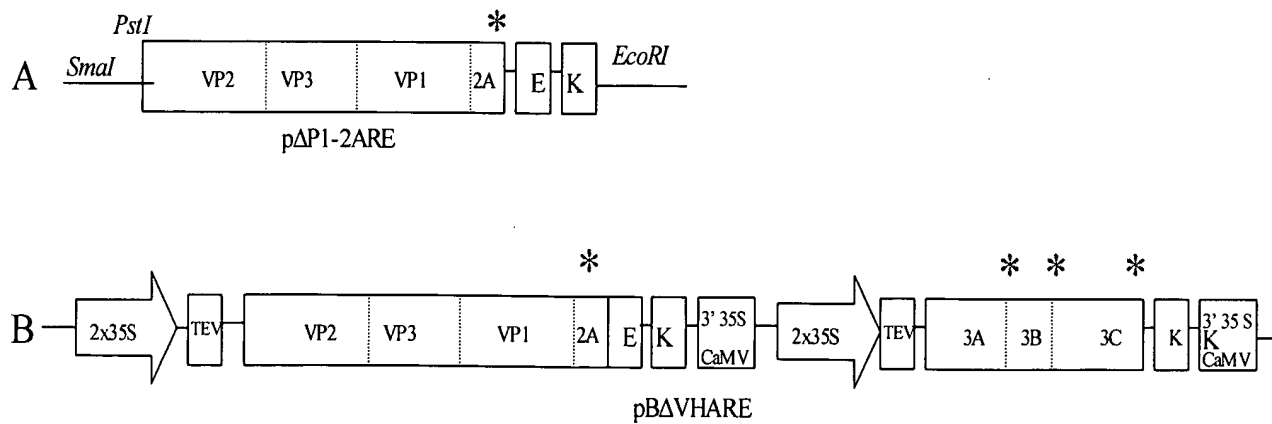 PstI
*
SmaI
EcoRI
A
VP2 VP3 VP1 2A E K
pΔP1-2ARE
* * * *
B
2x35S TEV VP2 VP3 VP1 2A E K 3' 35S CaMV 2x35S TEV 3A 3B 3C K 3' 35 S K CaMV
pBΔVHARE